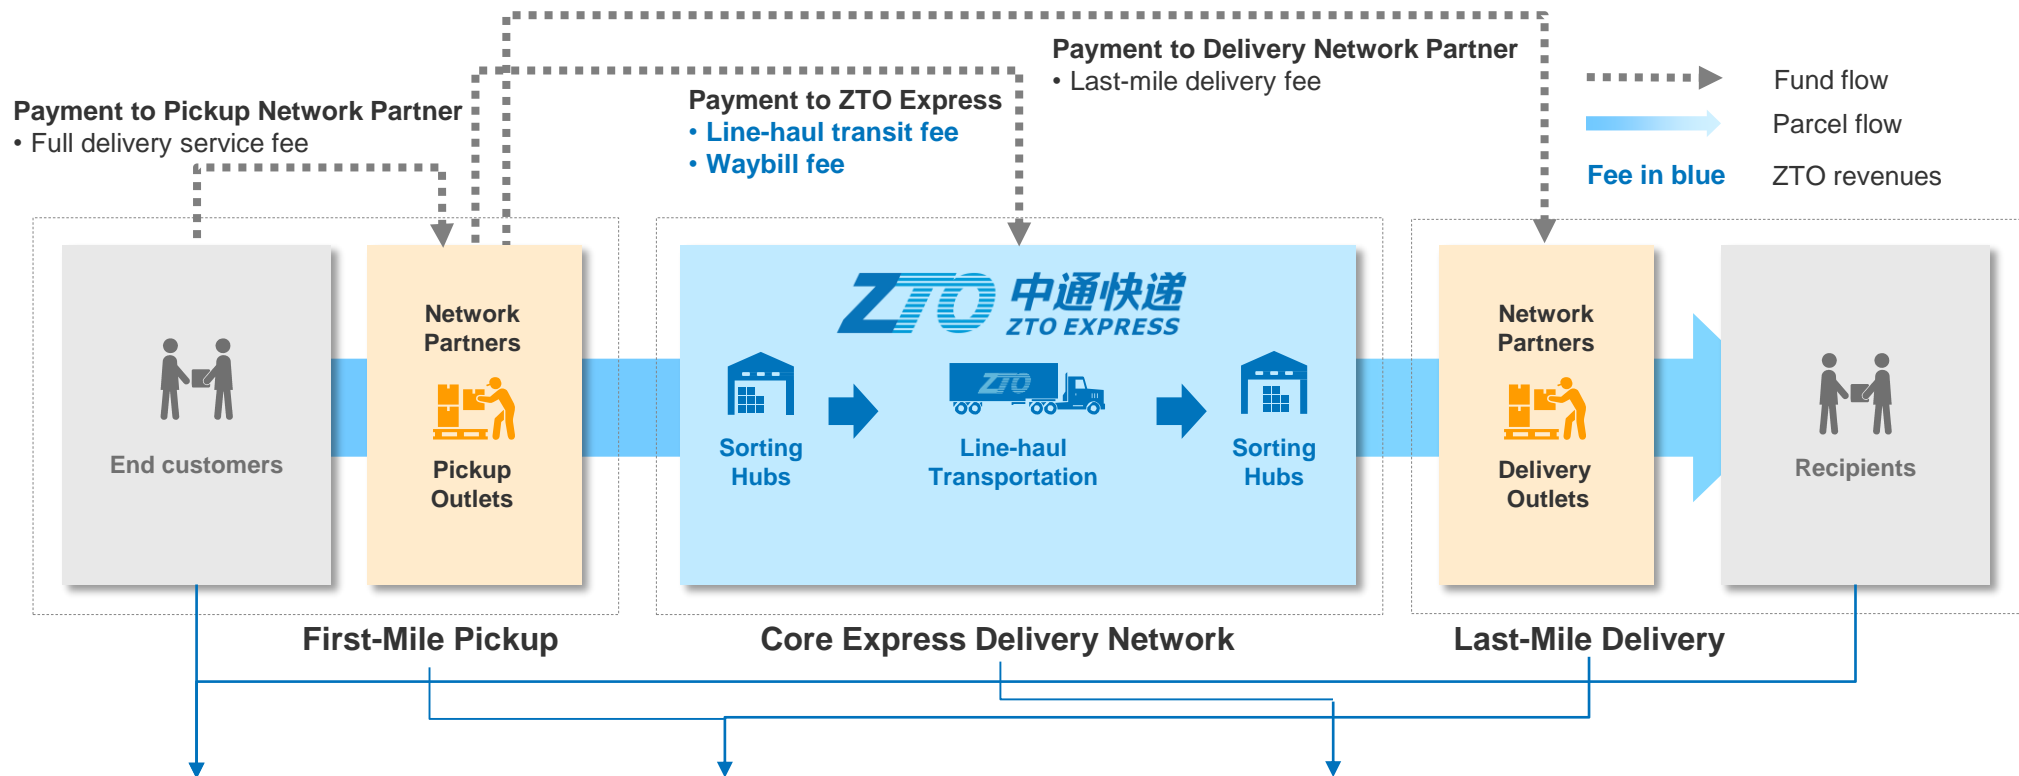 Payment to Delivery Network Partner
• Last-mile delivery fee
Fund flow
Payment to Pickup Network Partner
• Full delivery service fee
Payment to ZTO Express
• Line-haul transit fee
• Waybill fee
Parcel flow
Fee in blue
ZTO revenues
End customers
Network
Partners
Pickup
Outlets
ZTO 中通快递
ZTO EXPRESS
Sorting
Hubs
ZTO
Line-haul
Transportation
Sorting
Hubs
Network
Partners
Delivery
Outlets
Recipients
First-Mile Pickup
Core Express Delivery Network
Last-Mile Delivery